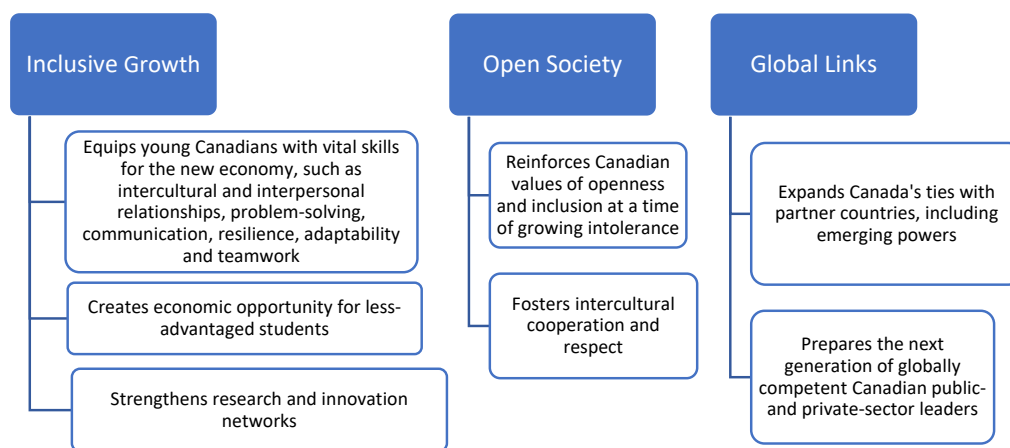 Inclusive Growth
Equips young Canadians with vital skills
for the new economy, such as
intercultural and interpersonal
relationships, problem-solving,
communication, resilience, adaptability
and teamwork
Creates economic opportunity for less-
advantaged students
Strengthens research and innovation
networks
Open Society
Reinforces Canadian
values of openness
and inclusion at a time
of growing intolerance
Fosters intercultural
cooperation and
respect
Global Links
Expands Canada's ties with
partner countries, including
emerging powers
Prepares the next
generation of globally
competent Canadian public-
and private-sector leaders